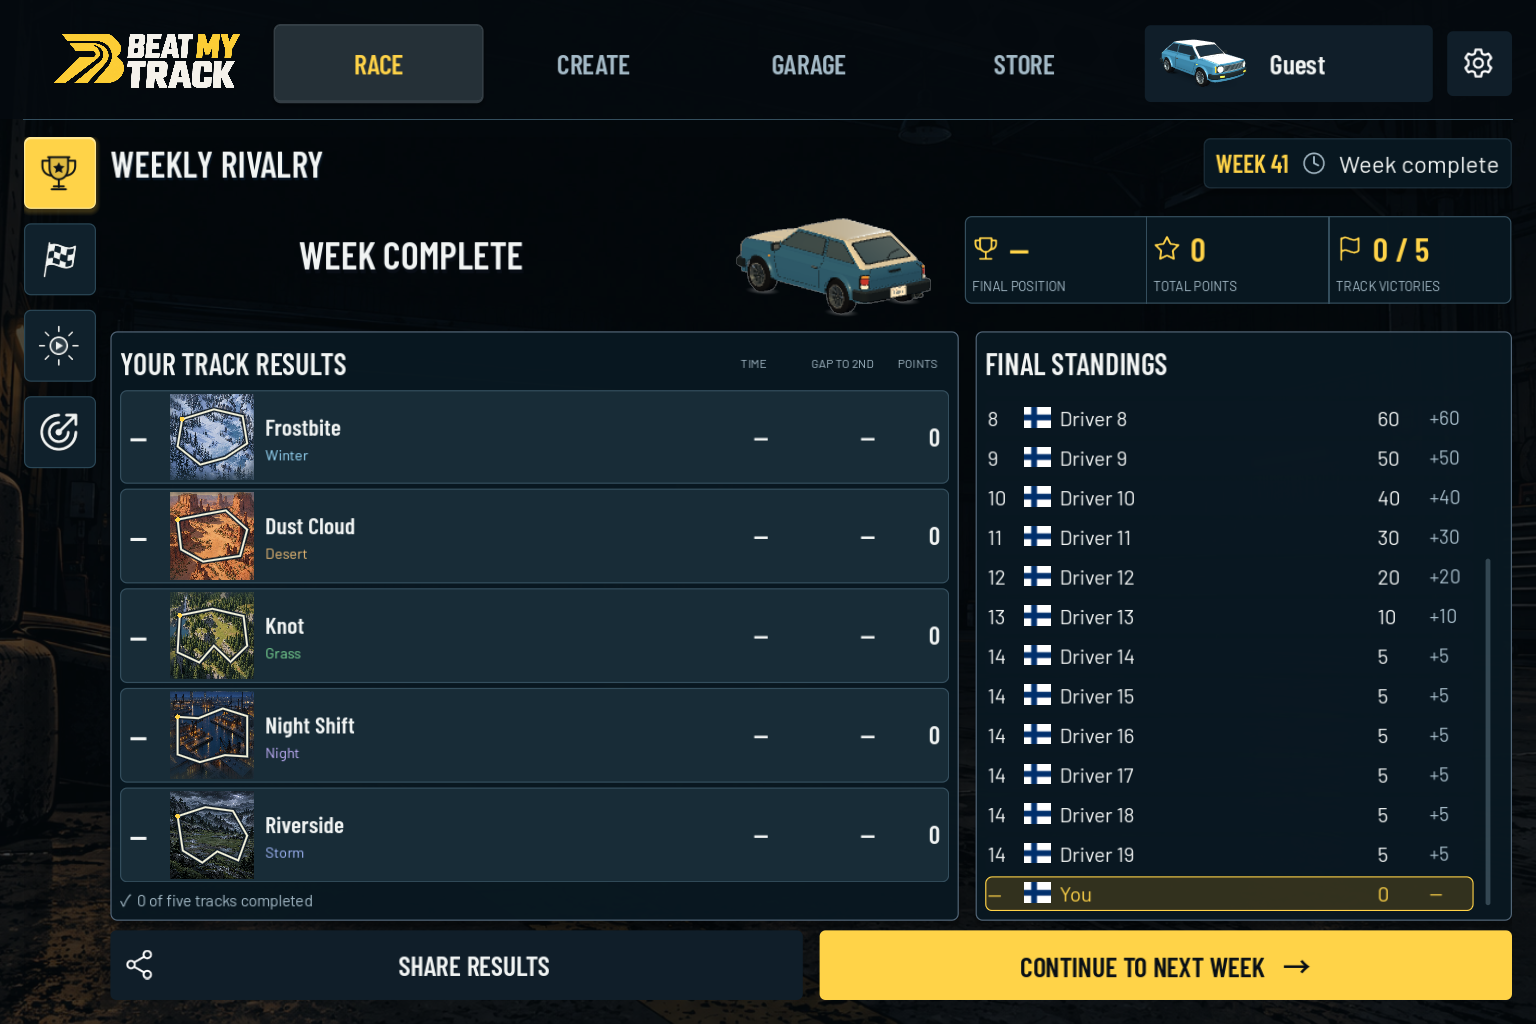 BEAT MY TRACK
RACE
CREATE
GARAGE
STORE
Guest
WEEKLY RIVALRY
WEEK 41 Week complete
WEEK COMPLETE
– FINAL POSITION
0 TOTAL POINTS
0 / 5 TRACK VICTORIES
YOUR TRACK RESULTS TIME GAP TO 2ND POINTS
– Frostbite – – 0
Winter
– Dust Cloud – – 0
Desert
– Knot – – 0
Grass
– Night Shift – – 0
Night
– Riverside – – 0
Storm
✓ 0 of five tracks completed
FINAL STANDINGS
8 Driver 8 60 +60
9 Driver 9 50 +50
10 Driver 10 40 +40
11 Driver 11 30 +30
12 Driver 12 20 +20
13 Driver 13 10 +10
14 Driver 14 5 +5
14 Driver 15 5 +5
14 Driver 16 5 +5
14 Driver 17 5 +5
14 Driver 18 5 +5
14 Driver 19 5 +5
– You 0 –
SHARE RESULTS
CONTINUE TO NEXT WEEK →